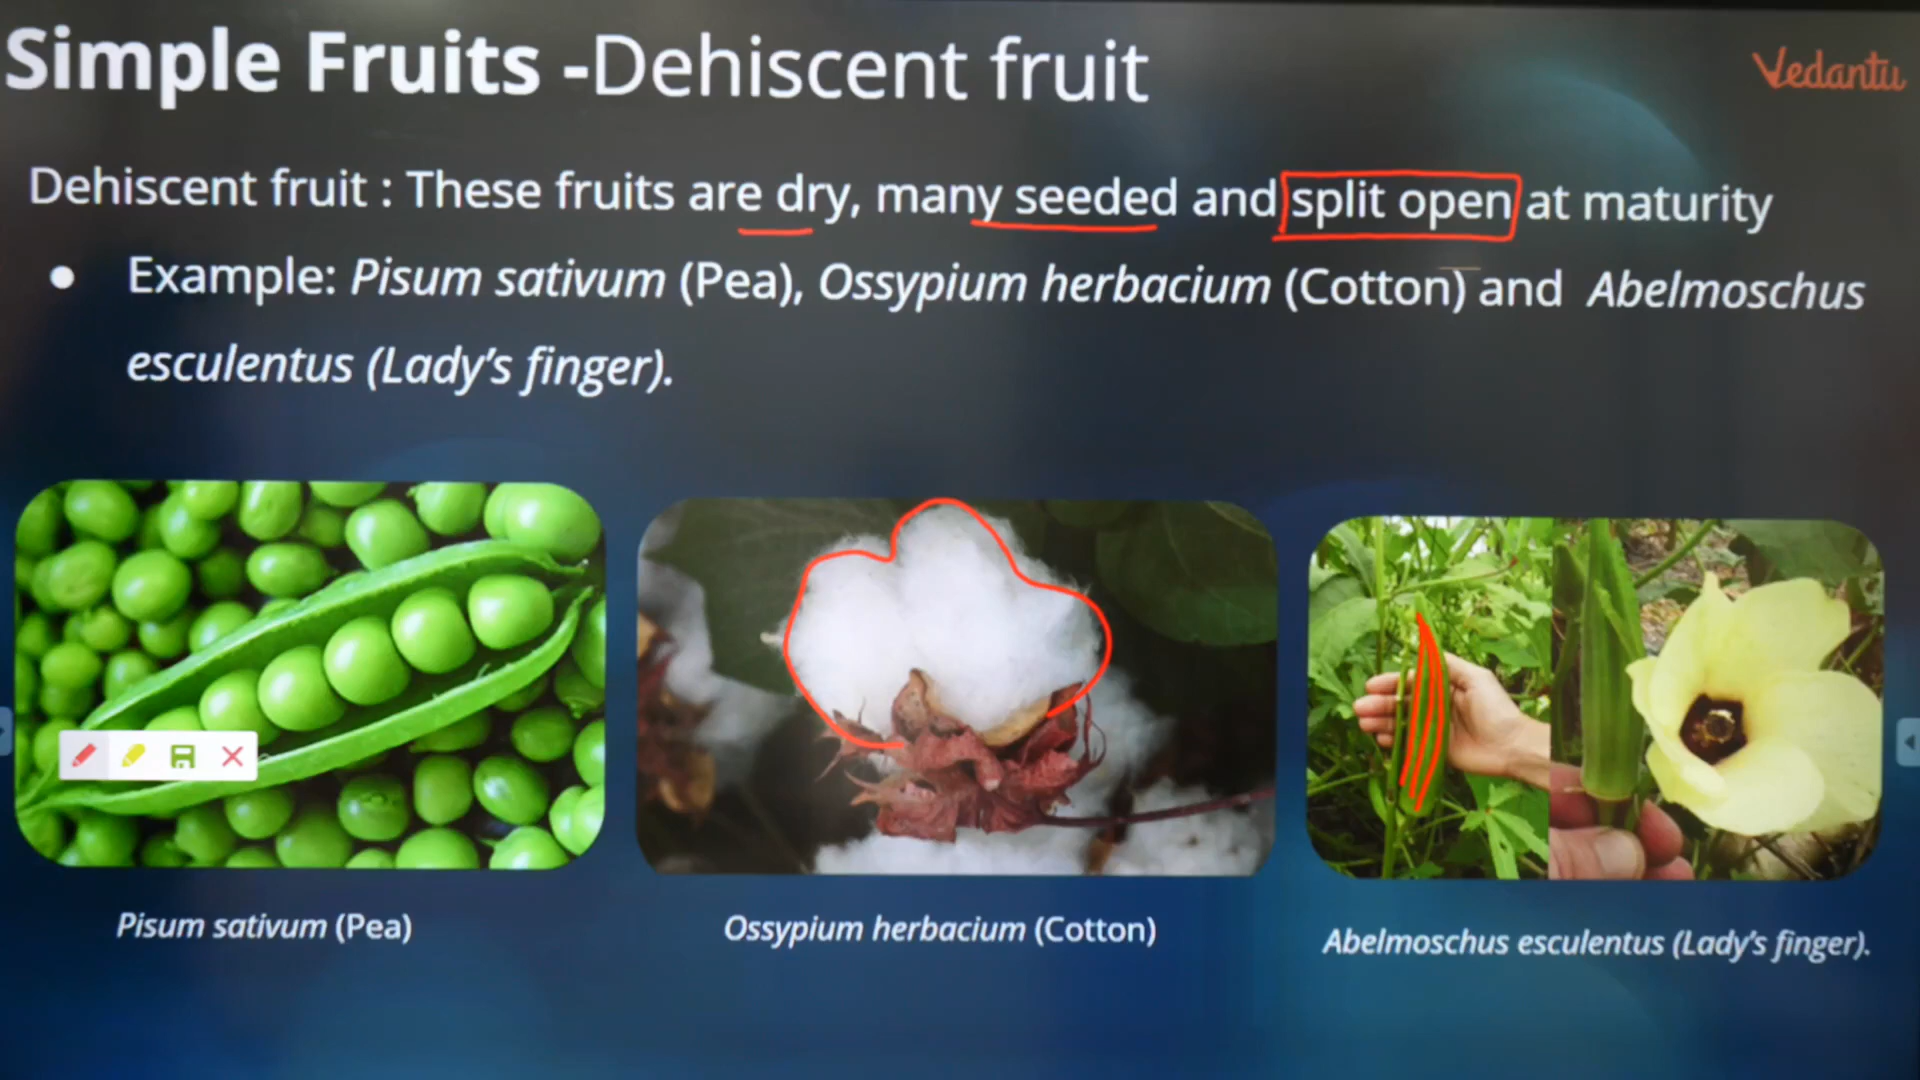 Simple Fruits -Dehiscent fruit
Vedantu
Dehiscent fruit : These fruits are dry, many seeded and split open at maturity
● Example: Pisum sativum (Pea), Ossypium herbacium (Cotton) and Abelmoschus
esculentus (Lady's finger).
Pisum sativum (Pea)
Ossypium herbacium (Cotton)
Abelmoschus esculentus (Lady's finger).